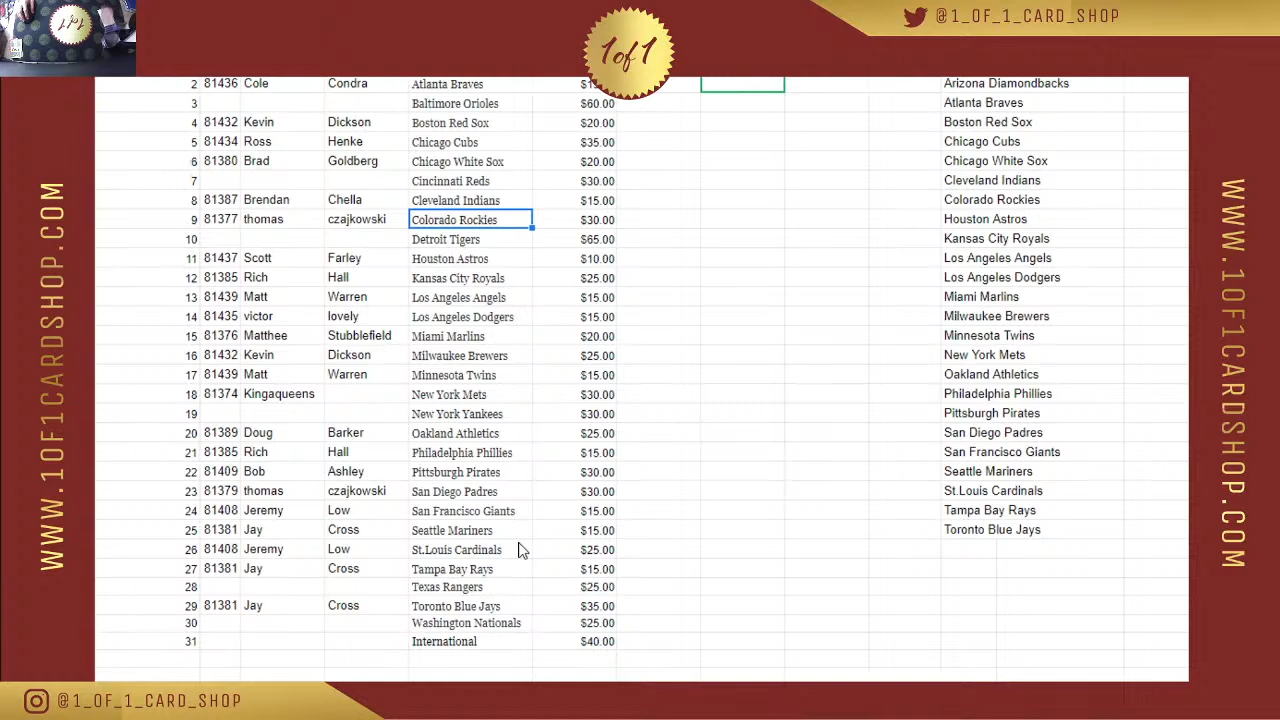 1of1
@1_OF_1_CARD_SHOP
1of1
WWW.1OF1CARDSHOP.COM
2 81436 Cole Condra Atlanta Braves Arizona Diamondbacks
3 Baltimore Orioles $60.00 Atlanta Braves
4 81432 Kevin Dickson Boston Red Sox $20.00 Boston Red Sox
5 81434 Ross Henke Chicago Cubs $35.00 Chicago Cubs
6 81380 Brad Goldberg Chicago White Sox $20.00 Chicago White Sox
7 Cincinnati Reds $30.00 Cleveland Indians
8 81387 Brendan Chella Cleveland Indians $15.00 Colorado Rockies
9 81377 thomas czajkowski Colorado Rockies $30.00 Houston Astros
10 Detroit Tigers $65.00 Kansas City Royals
11 81437 Scott Farley Houston Astros $10.00 Los Angeles Angels
12 81385 Rich Hall Kansas City Royals $25.00 Los Angeles Dodgers
13 81439 Matt Warren Los Angeles Angels $15.00 Miami Marlins
14 81435 victor lovely Los Angeles Dodgers $15.00 Milwaukee Brewers
15 81376 Matthee Stubblefield Miami Marlins $20.00 Minnesota Twins
16 81432 Kevin Dickson Milwaukee Brewers $25.00 New York Mets
17 81439 Matt Warren Minnesota Twins $15.00 Oakland Athletics
18 81374 Kingaqueens New York Mets $30.00 Philadelphia Phillies
19 New York Yankees $30.00 Pittsburgh Pirates
20 81389 Doug Barker Oakland Athletics $25.00 San Diego Padres
21 81385 Rich Hall Philadelphia Phillies $15.00 San Francisco Giants
22 81409 Bob Ashley Pittsburgh Pirates $30.00 Seattle Mariners
23 81379 thomas czajkowski San Diego Padres $30.00 St.Louis Cardinals
24 81408 Jeremy Low San Francisco Giants $15.00 Tampa Bay Rays
25 81381 Jay Cross Seattle Mariners $15.00 Toronto Blue Jays
26 81408 Jeremy Low St.Louis Cardinals $25.00
27 81381 Jay Cross Tampa Bay Rays $15.00
28 Texas Rangers $25.00
29 81381 Jay Cross Toronto Blue Jays $35.00
30 Washington Nationals $25.00
31 International $40.00
WWW.1OF1CARDSHOP.COM
@1_OF_1_CARD_SHOP